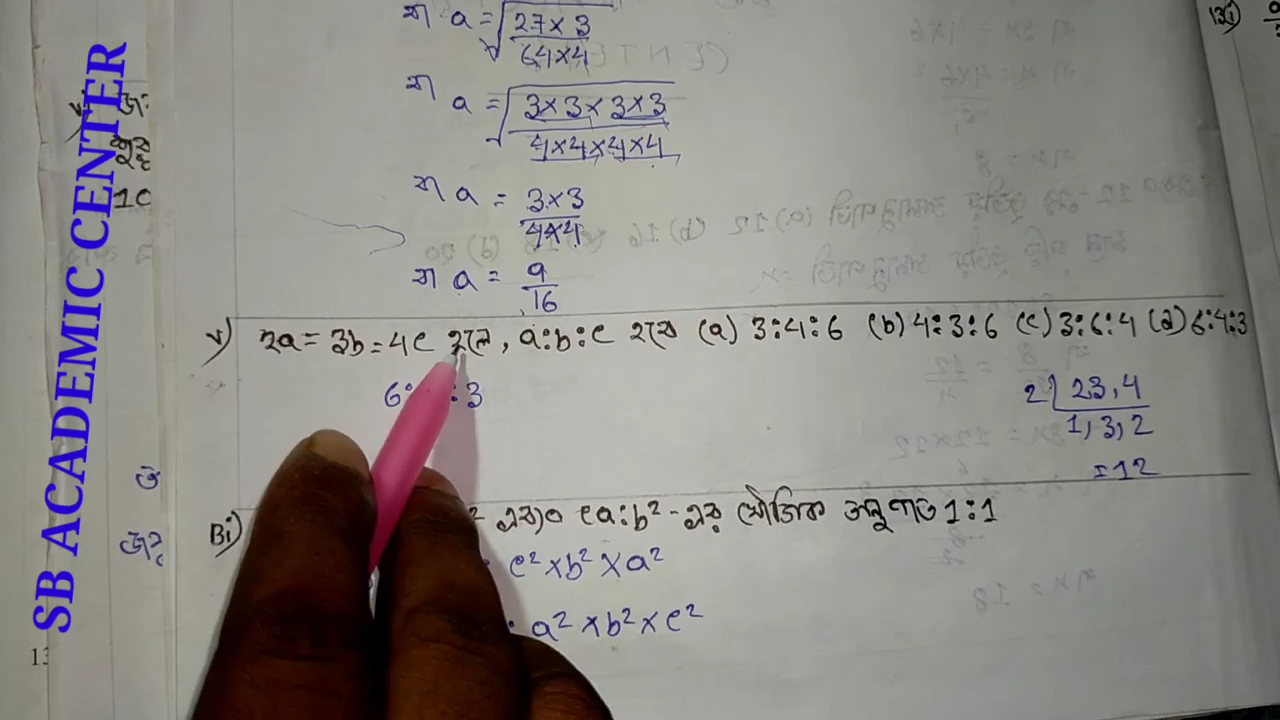 বা a = √27×3/64×4
বা a = √3×3×3×3/4×4×4×4
বা a = 3×3/4×4
বা a = 9/16
v) 2a = 3b = 4c হলে, a:b:c হবে (a) 3:4:6 (b) 4:3:6 (c) 3:6:4 (d) 6:4:3
6: :3
2) 23,4
1,3,2
=12
Bi) ² এবং ca:b² -এর যৌগিক অনুপাত 1:1
c²×b²×a²
: a²×b²×c²
SB ACADEMIC CENTER
10
13